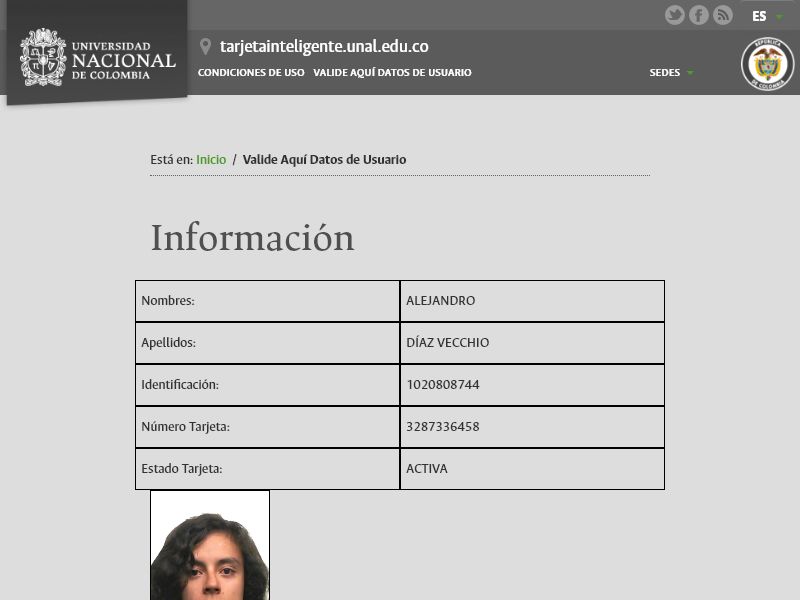 ES
UNIVERSIDAD
NACIONAL
DE COLOMBIA
tarjetainteligente.unal.edu.co
CONDICIONES DE USO VALIDE AQUÍ DATOS DE USUARIO
SEDES
REPÚBLICA
DE COLOMBIA
Está en: Inicio / Valide Aquí Datos de Usuario
Información
Nombres: ALEJANDRO
Apellidos: DÍAZ VECCHIO
Identificación: 1020808744
Número Tarjeta: 3287336458
Estado Tarjeta: ACTIVA